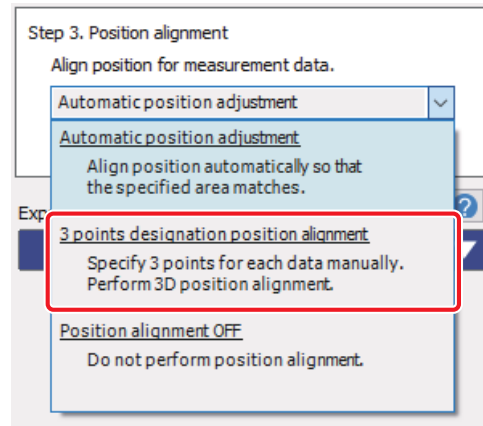 Step 3. Position alignment
Align position for measurement data.
Automatic position adjustment
Automatic position adjustment
Align position automatically so that
the specified area matches.
Exp
?
3 points designation position alignment
Specify 3 points for each data manually.
Perform 3D position alignment.
Position alignment OFF
Do not perform position alignment.